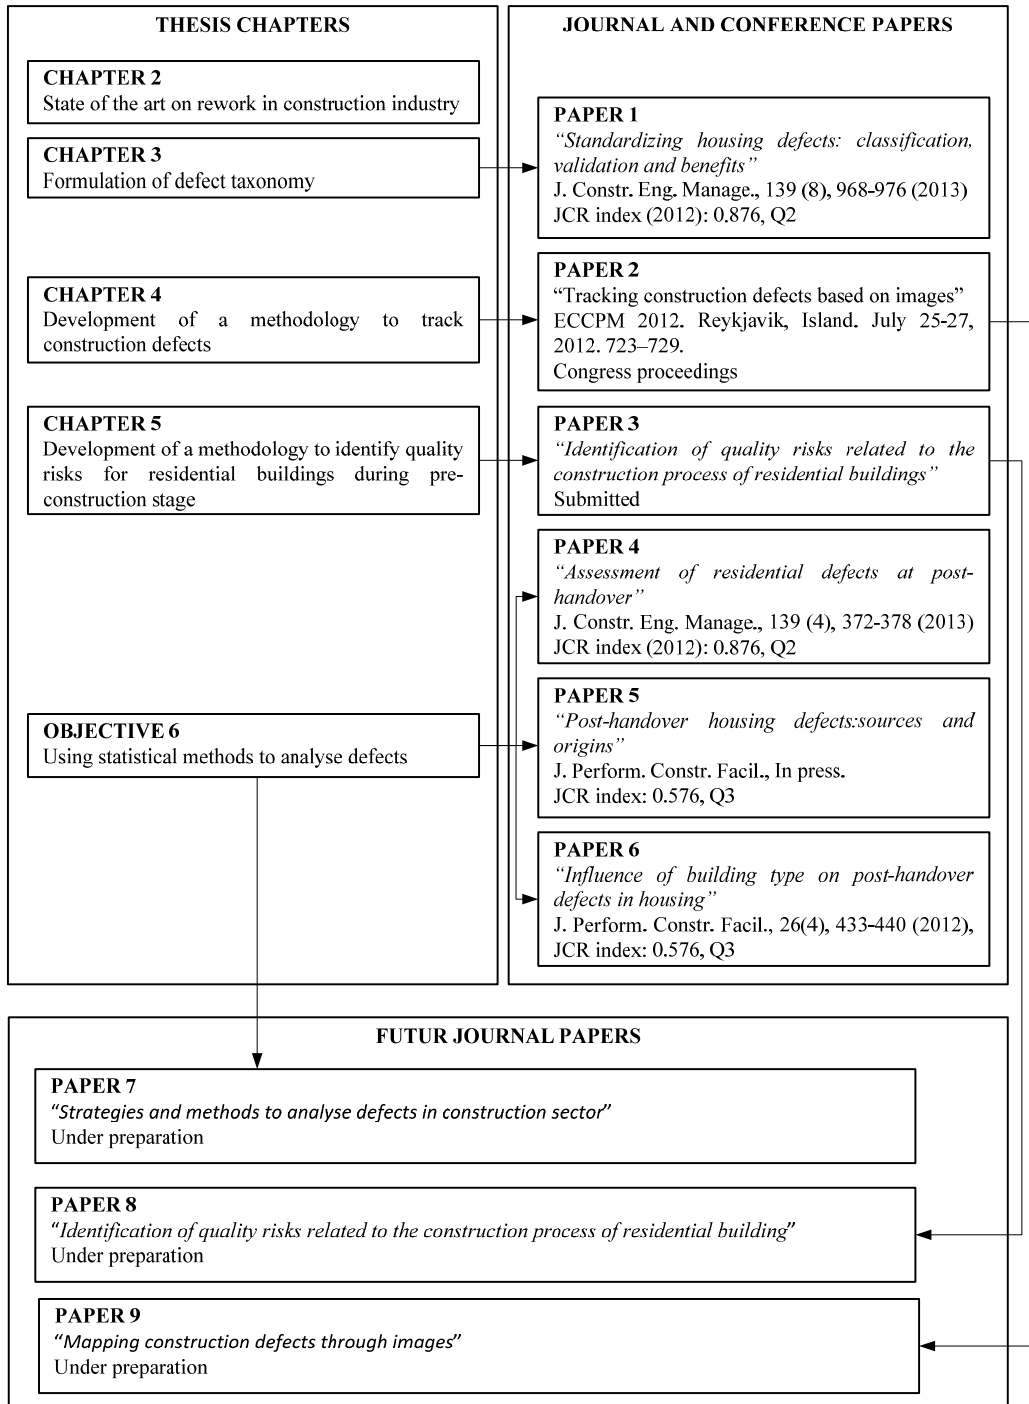 THESIS CHAPTERS
CHAPTER 2
State of the art on rework in construction industry
CHAPTER 3
Formulation of defect taxonomy
CHAPTER 4
Development of a methodology to track
construction defects
CHAPTER 5
Development of a methodology to identify quality
risks for residential buildings during pre-
construction stage
OBJECTIVE 6
Using statistical methods to analyse defects
JOURNAL AND CONFERENCE PAPERS
PAPER 1
“Standardizing housing defects: classification,
validation and benefits”
J. Constr. Eng. Manage., 139 (8), 968-976 (2013)
JCR index (2012): 0.876, Q2
PAPER 2
“Tracking construction defects based on images”
ECCPM 2012. Reykjavik, Island. July 25-27,
2012. 723–729.
Congress proceedings
PAPER 3
“Identification of quality risks related to the
construction process of residential buildings”
Submitted
PAPER 4
“Assessment of residential defects at post-
handover”
J. Constr. Eng. Manage., 139 (4), 372-378 (2013)
JCR index (2012): 0.876, Q2
PAPER 5
“Post-handover housing defects:sources and
origins”
J. Perform. Constr. Facil., In press.
JCR index: 0.576, Q3
PAPER 6
“Influence of building type on post-handover
defects in housing”
J. Perform. Constr. Facil., 26(4), 433-440 (2012),
JCR index: 0.576, Q3
FUTUR JOURNAL PAPERS
PAPER 7
“Strategies and methods to analyse defects in construction sector”
Under preparation
PAPER 8
“Identification of quality risks related to the construction process of residential building”
Under preparation
PAPER 9
“Mapping construction defects through images”
Under preparation